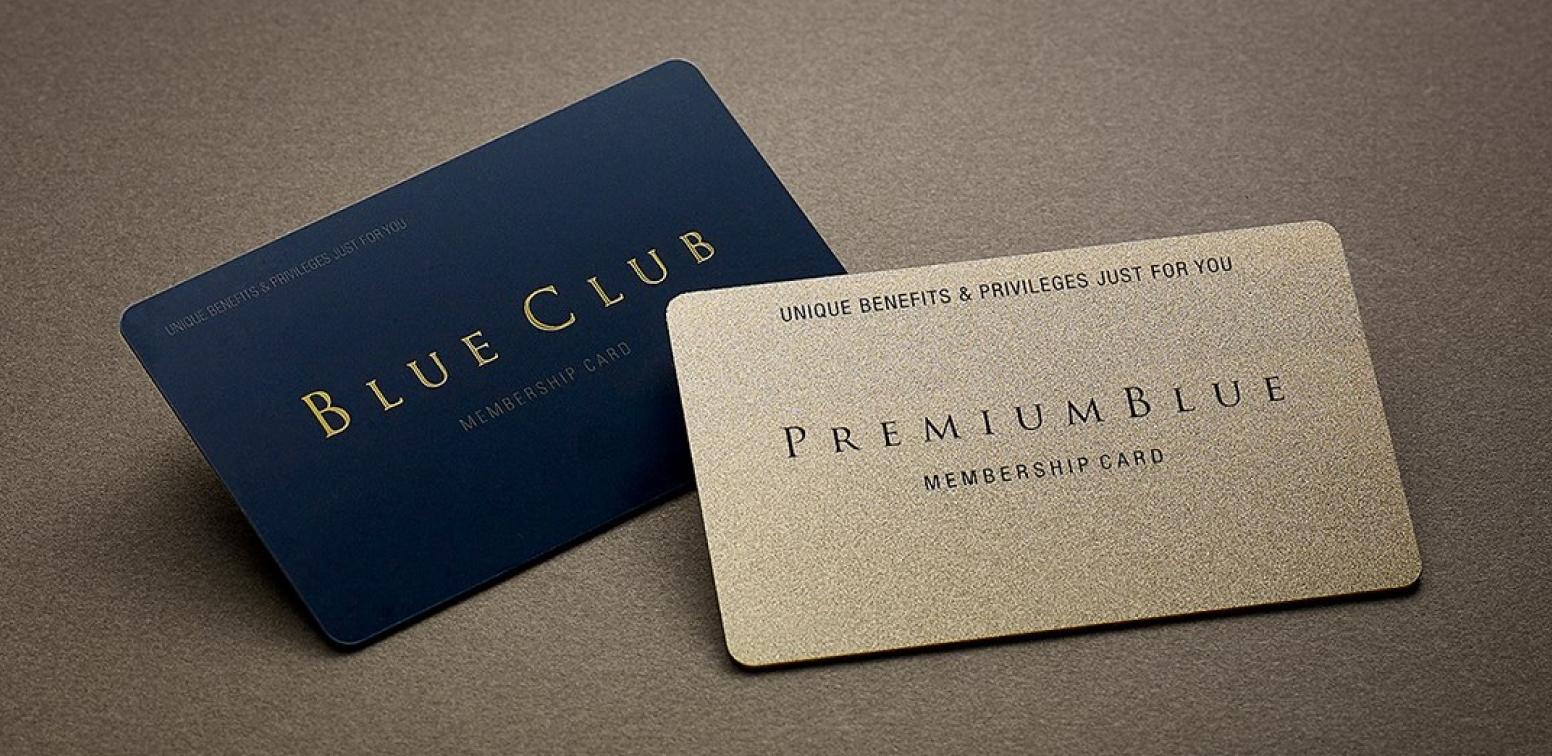 UNIQUE BENEFITS & PRIVILEGES JUST FOR YOU
BLUE CLUB
MEMBERSHIP CARD
UNIQUE BENEFITS & PRIVILEGES JUST FOR YOU
PREMIUMBLUE
MEMBERSHIP CARD